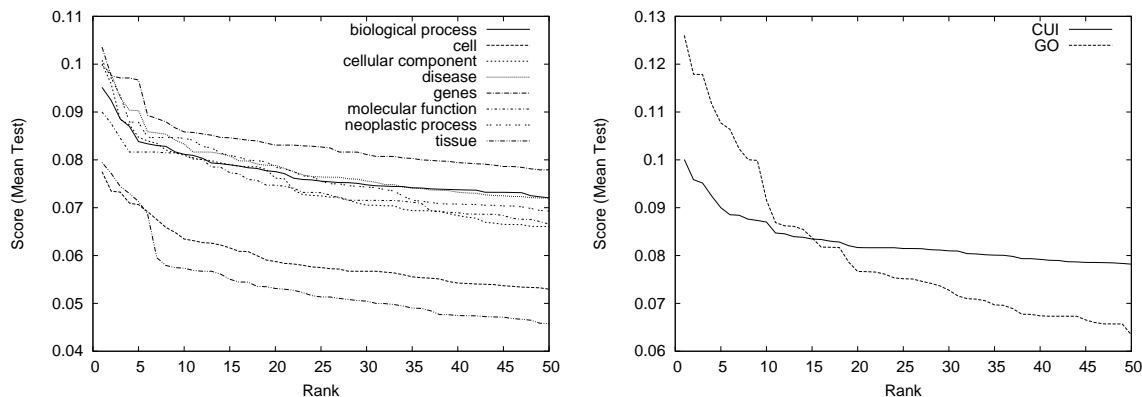 0.11
0.1
0.09
0.08
0.07
0.06
0.05
0.04
Score (Mean Test)
0 5 10 15 20 25 30 35 40 45 50
Rank
biological process
cell
cellular component
disease
genes
molecular function
neoplastic process
tissue
0.13
0.12
0.11
0.1
0.09
0.08
0.07
0.06
Score (Mean Test)
0 5 10 15 20 25 30 35 40 45 50
Rank
CUI
GO